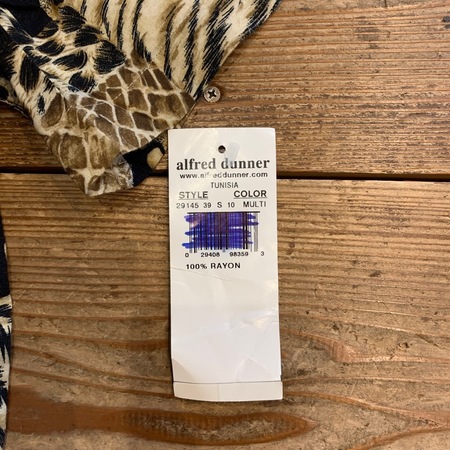 alfred dunner
www.alfreddunner.com
TUNISIA
STYLE COLOR
29145 39 S 10 MULTI
0 29408 98359 3
100% RAYON